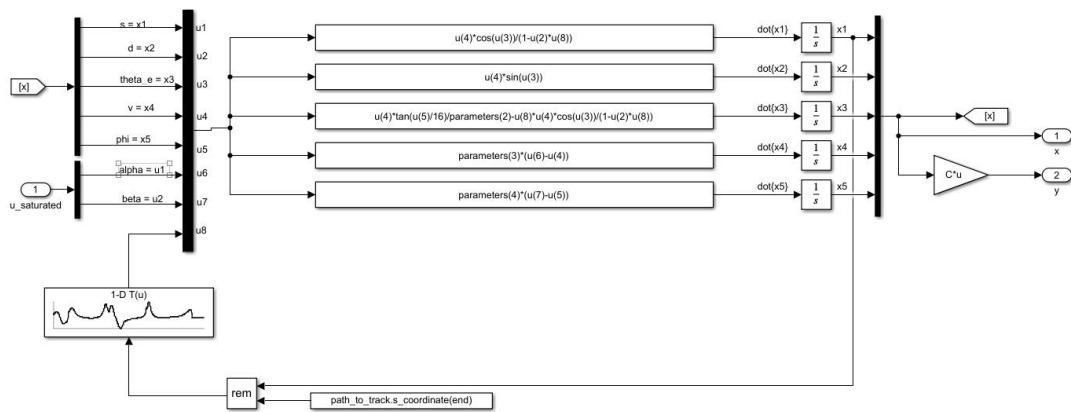 s = x1
d = x2
theta_e = x3
v = x4
phi = x5
alpha = u1
beta = u2
[x]
1
u_saturated
u1
u2
u3
u4
u5
u6
u7
u8
u(4)*cos(u(3))/(1-u(2)*u(8))
u(4)*sin(u(3))
u(4)*tan(u(5)/16)/parameters(2)-u(8)*u(4)*cos(u(3))/(1-u(2)*u(8))
parameters(3)*(u(6)-u(4))
parameters(4)*(u(7)-u(5))
dot{x1}
1
s
x1
dot{x2}
1
s
x2
dot{x3}
1
s
x3
dot{x4}
1
s
x4
dot{x5}
1
s
x5
[x]
1
x
C*u
2
y
1-D T(u)
rem
path_to_track.s_coordinate(end)